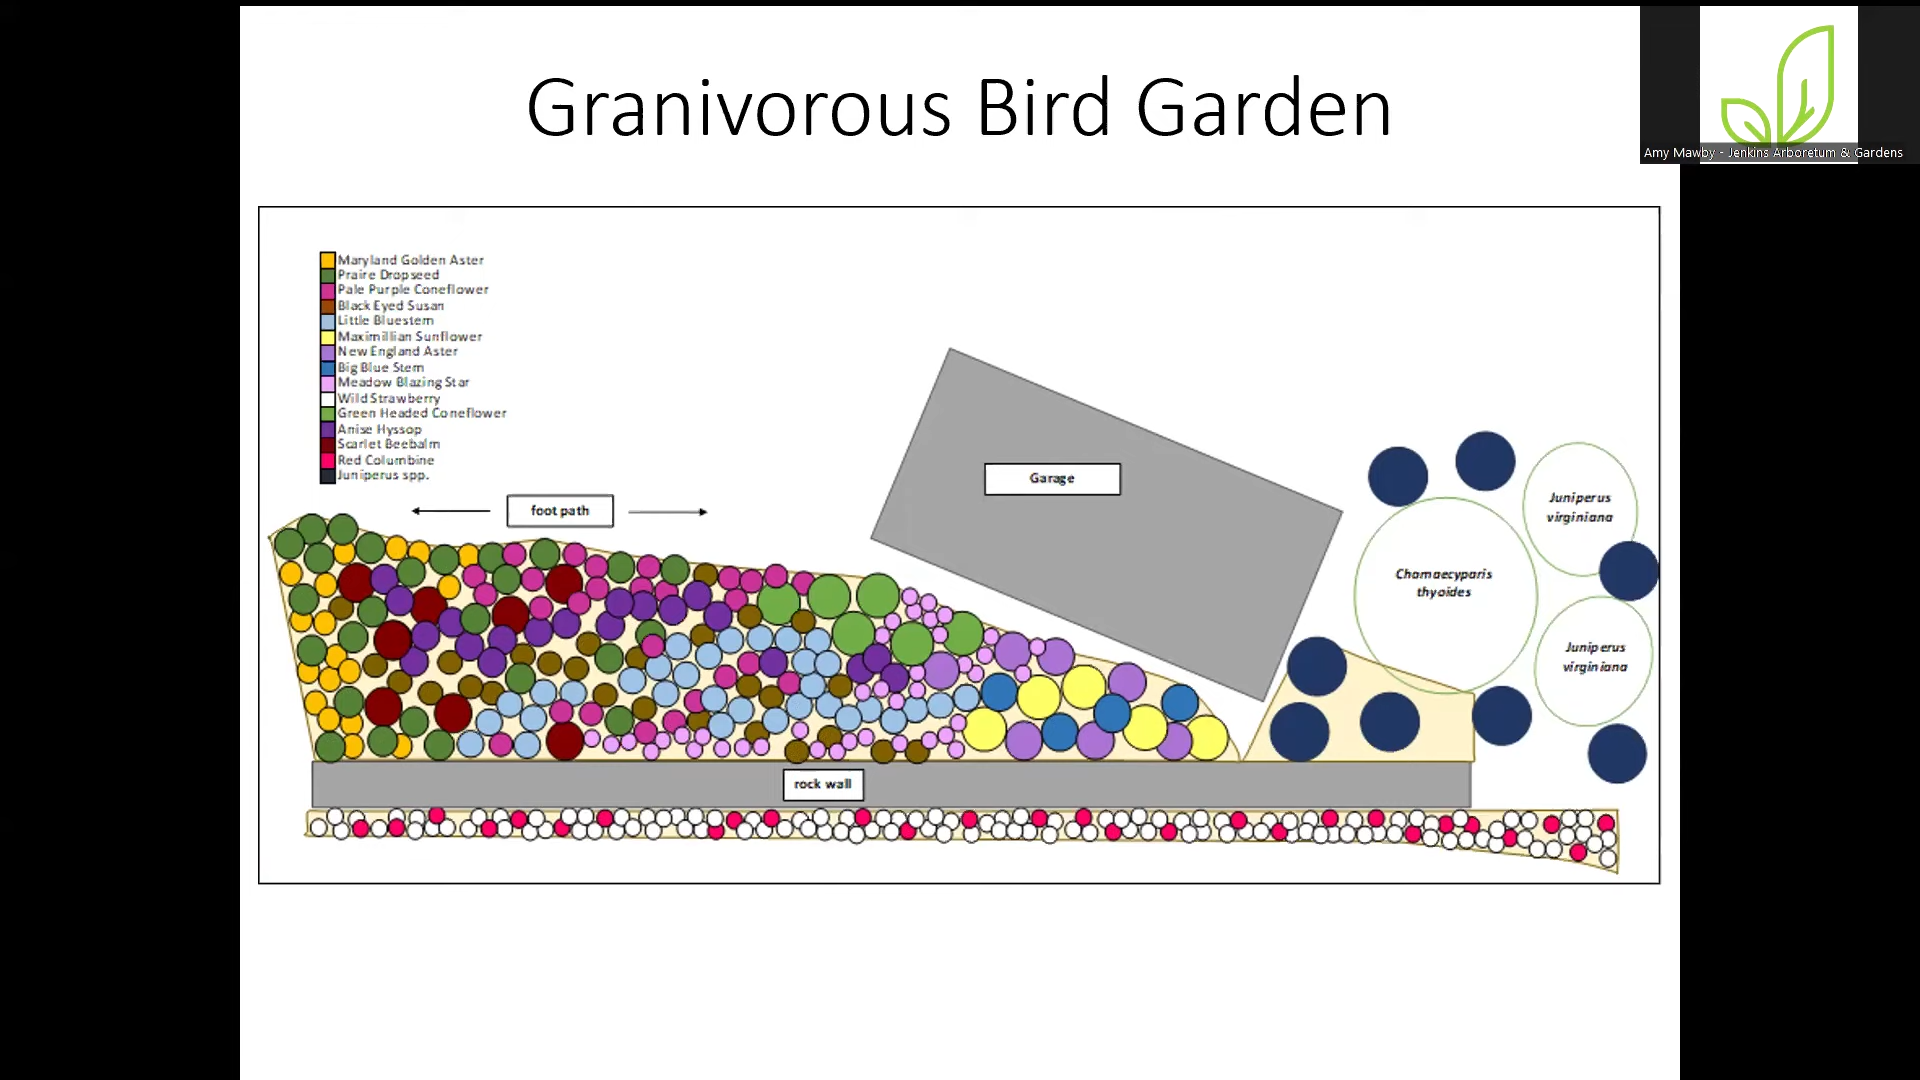 Granivorous Bird Garden
Amy Mawby - Jenkins Arboretum & Gardens
Maryland Golden Aster
Praire Dropseed
Pale Purple Coneflower
Black Eyed Susan
Little Bluestem
Maximillian Sunflower
New England Aster
Big Blue Stem
Meadow Blazing Star
Wild Strawberry
Green Headed Coneflower
Anise Hyssop
Scarlet Beebalm
Red Columbine
Juniperus spp.
foot path
Garage
Juniperus
virginiana
Chamaecyparis
thyoides
Juniperus
virginiana
rock wall